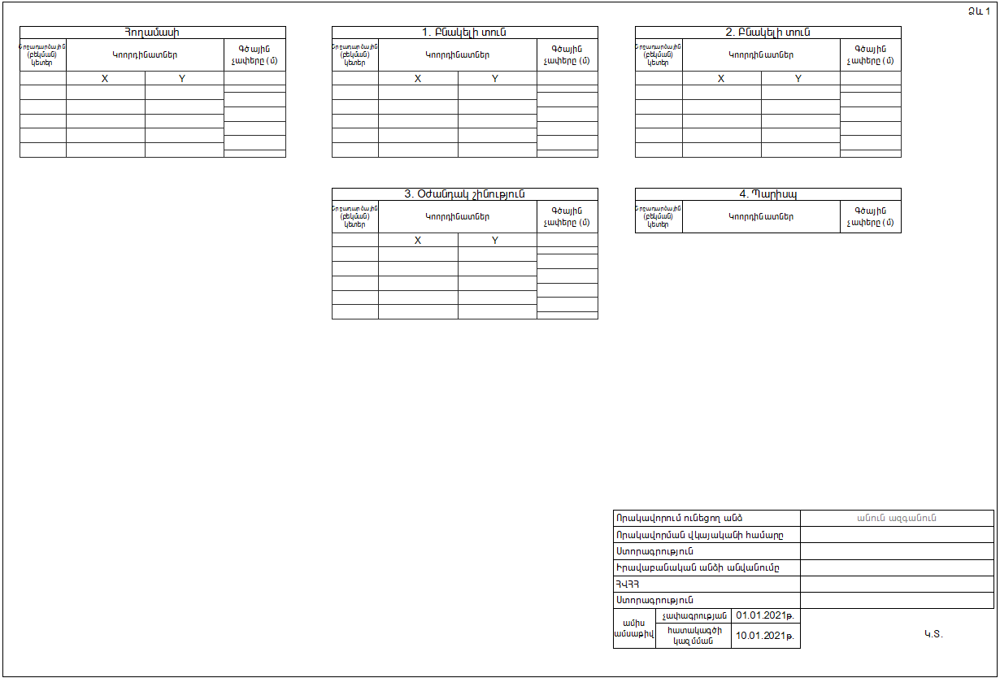 Ձև 1
Հողամասի
Շրջադարձային (բեկման) կետեր
Կոորդինատներ
Գծային չափերը (մ)
X Y
1. Բնակելի տուն
Շրջադարձային (բեկման) կետեր
Կոորդինատներ
Գծային չափերը (մ)
X Y
2. Բնակելի տուն
Շրջադարձային (բեկման) կետեր
Կոորդինատներ
Գծային չափերը (մ)
X Y
3. Օժանդակ շինություն
Շրջադարձային (բեկման) կետեր
Կոորդինատներ
Գծային չափերը (մ)
X Y
4. Պարիսպ
Շրջադարձային (բեկման) կետեր
Կոորդինատներ
Գծային չափերը (մ)
Որակավորում ունեցող անձ անուն ազգանուն
Որակավորման վկայականի համարը
Ստորագրություն
Իրավաբանական անձի անվանումը
ՀՎՀՀ
Ստորագրություն
ամիս ամսաթիվ
չափագրության 01.01.2021թ.
հատակագծի կազմման 10.01.2021թ.
Կ.Տ.